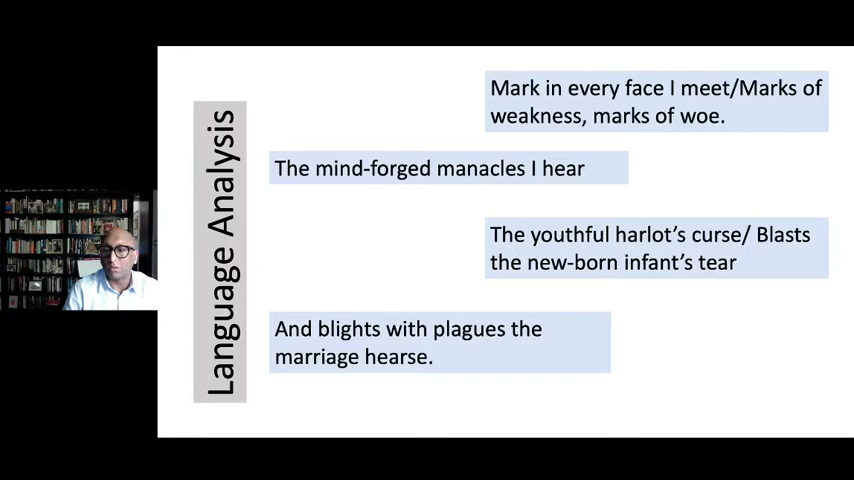 Language Analysis
Mark in every face I meet/Marks of
weakness, marks of woe.
The mind-forged manacles I hear
The youthful harlot’s curse/ Blasts
the new-born infant’s tear
And blights with plagues the
marriage hearse.